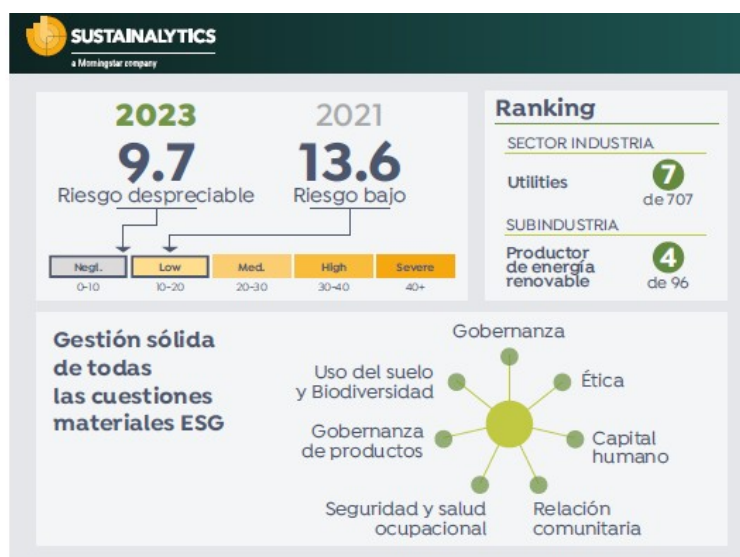 SUSTAINALYTICS
a Morningstar company
2023
9.7
Riesgo despreciable
2021
13.6
Riesgo bajo
Negl.
Low
Med.
High
Severe
0-10
10-20
20-30
30-40
40+
Ranking
SECTOR INDUSTRIA
Utilities
7
de 707
SUBINDUSTRIA
Productor
de energía
renovable
4
de 96
Gestión sólida
de todas
las cuestiones
materiales ESG
Gobernanza
Ética
Capital
humano
Relación
comunitaria
Seguridad y salud
ocupacional
Gobernanza
de productos
Uso del suelo
y Biodiversidad